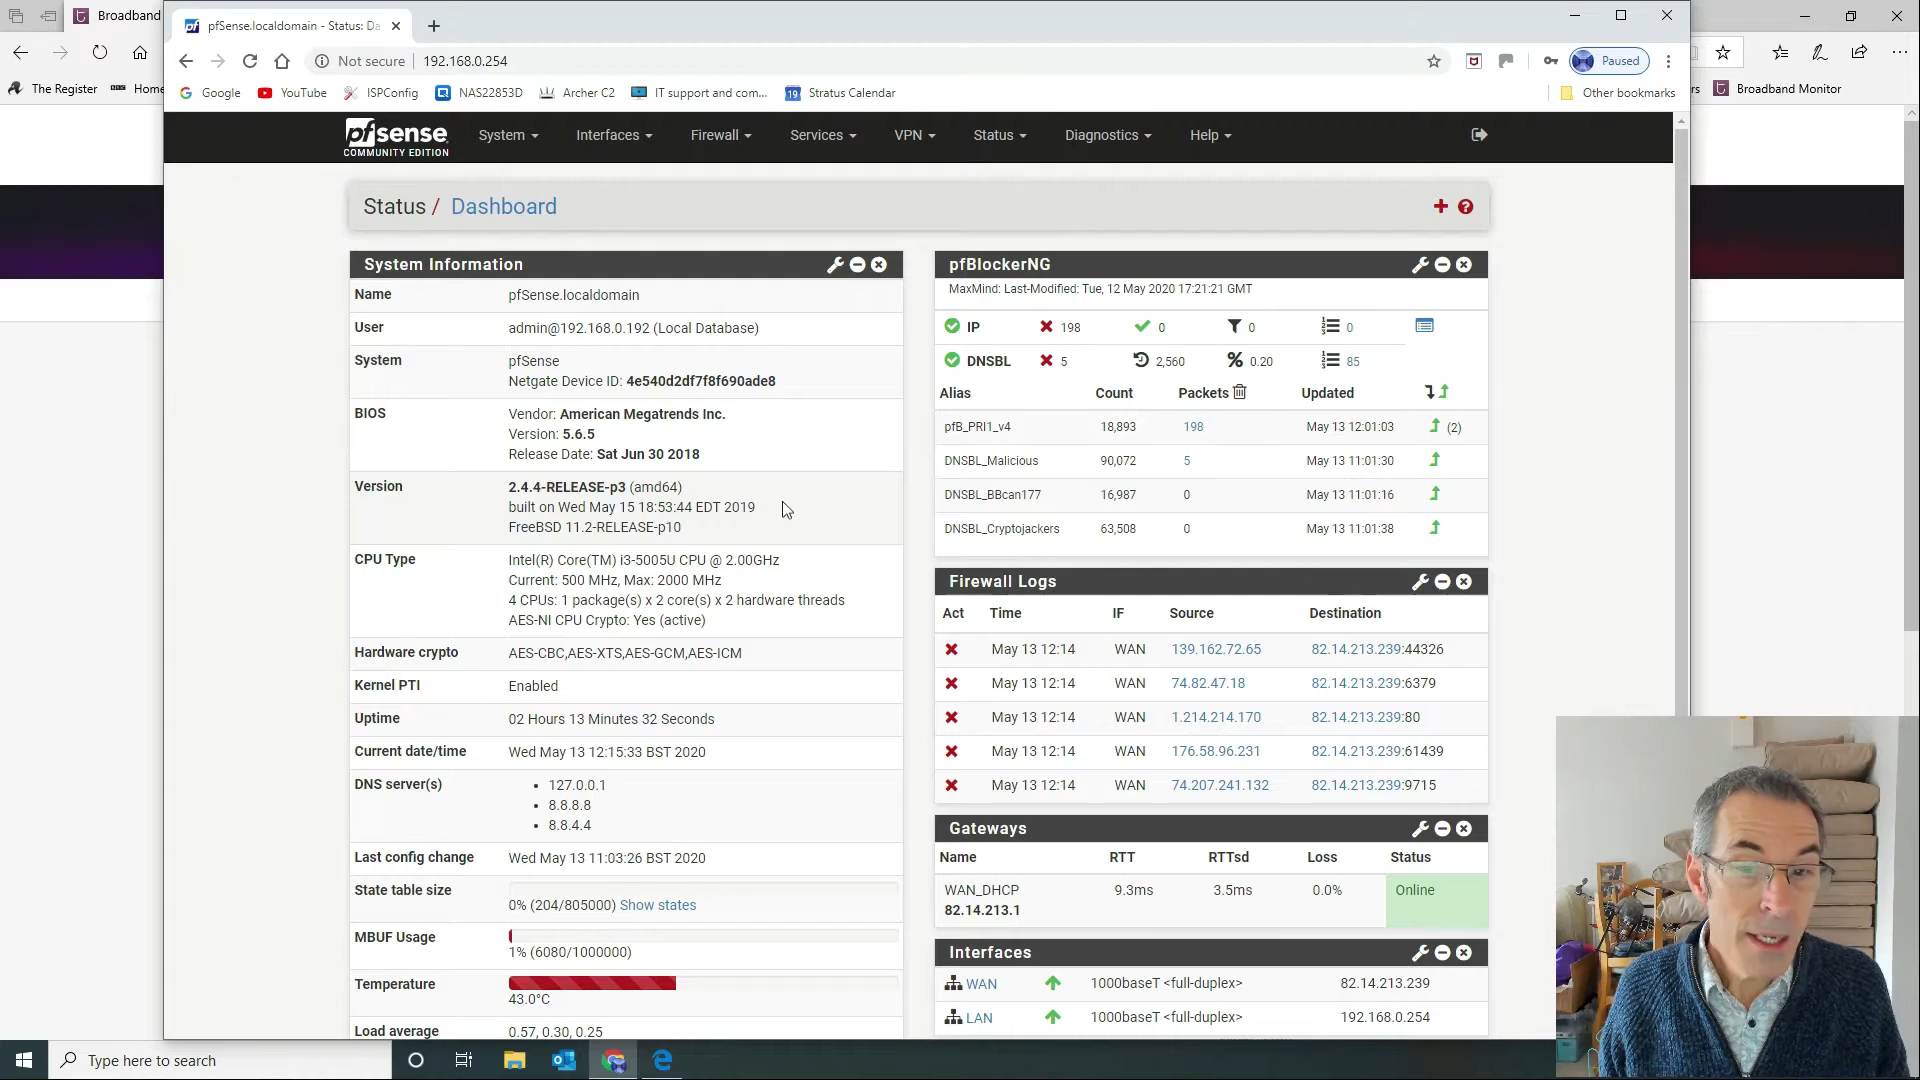 Broadband
pfSense.localdomain - Status: Da
Not secure
192.168.0.254
Paused
The Register
Home
Google
YouTube
ISPConfig
NAS22853D
Archer C2
IT support and com...
19
Stratus Calendar
Other bookmarks
rs
Broadband Monitor
pfsense
COMMUNITY EDITION
System
Interfaces
Firewall
Services
VPN
Status
Diagnostics
Help
Status / Dashboard
System Information
Name
pfSense.localdomain
User
admin@192.168.0.192 (Local Database)
System
pfSense
Netgate Device ID: 4e540d2df7f8f690ade8
BIOS
Vendor: American Megatrends Inc.
Version: 5.6.5
Release Date: Sat Jun 30 2018
Version
2.4.4-RELEASE-p3 (amd64)
built on Wed May 15 18:53:44 EDT 2019
FreeBSD 11.2-RELEASE-p10
CPU Type
Intel(R) Core(TM) i3-5005U CPU @ 2.00GHz
Current: 500 MHz, Max: 2000 MHz
4 CPUs: 1 package(s) x 2 core(s) x 2 hardware threads
AES-NI CPU Crypto: Yes (active)
Hardware crypto
AES-CBC,AES-XTS,AES-GCM,AES-ICM
Kernel PTI
Enabled
Uptime
02 Hours 13 Minutes 32 Seconds
Current date/time
Wed May 13 12:15:33 BST 2020
DNS server(s)
127.0.0.1
8.8.8.8
8.8.4.4
Last config change
Wed May 13 11:03:26 BST 2020
State table size
0% (204/805000) Show states
MBUF Usage
1% (6080/1000000)
Temperature
43.0°C
Load average
0.57, 0.30, 0.25
pfBlockerNG
MaxMind: Last-Modified: Tue, 12 May 2020 17:21:21 GMT
IP 198 0 0 0
DNSBL 5 2,560 % 0.20 85
Alias Count Packets Updated
pfB_PRI1_v4 18,893 198 May 13 12:01:03 (2)
DNSBL_Malicious 90,072 5 May 13 11:01:30
DNSBL_BBcan177 16,987 0 May 13 11:01:16
DNSBL_Cryptojackers 63,508 0 May 13 11:01:38
Firewall Logs
Act Time IF Source Destination
May 13 12:14 WAN 139.162.72.65 82.14.213.239:44326
May 13 12:14 WAN 74.82.47.18 82.14.213.239:6379
May 13 12:14 WAN 1.214.214.170 82.14.213.239:80
May 13 12:14 WAN 176.58.96.231 82.14.213.239:61439
May 13 12:14 WAN 74.207.241.132 82.14.213.239:9715
Gateways
Name RTT RTTsd Loss Status
WAN_DHCP 9.3ms 3.5ms 0.0% Online
82.14.213.1
Interfaces
WAN 1000baseT <full-duplex> 82.14.213.239
LAN 1000baseT <full-duplex> 192.168.0.254
Type here to search